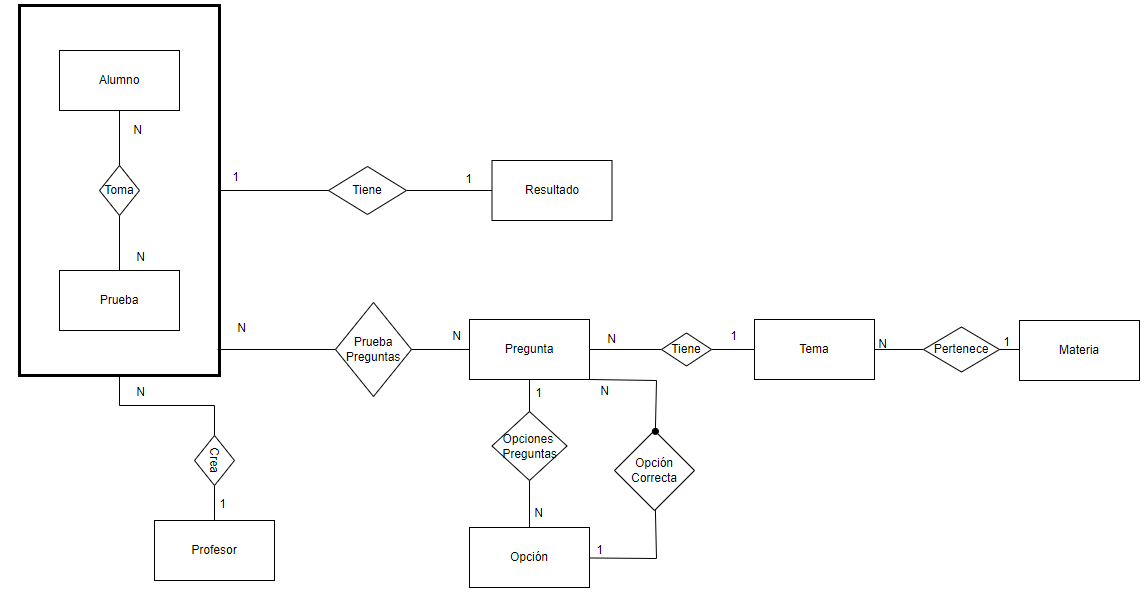 Alumno
N
Toma
N
Prueba
1
Tiene
1
Resultado
N
Prueba
Preguntas
N
Pregunta
N
Tiene
1
Tema
N
Pertenece
1
Materia
N
Crea
1
Profesor
1
Opciones
Preguntas
N
Opción
N
Opción
Correcta
1